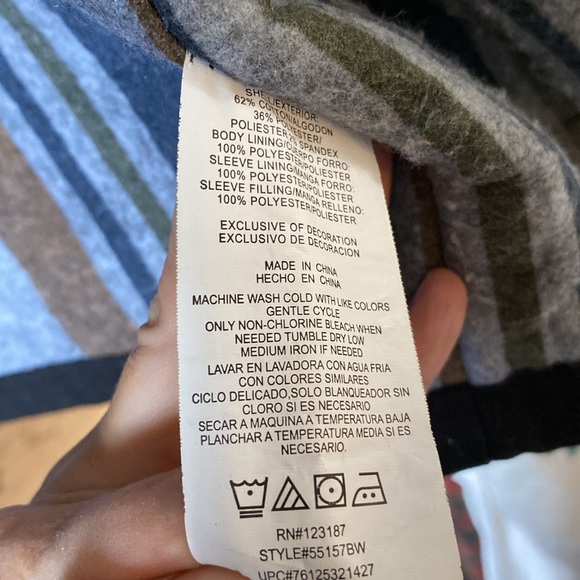 SHELL/EXTERIOR:
62% COTTON/ALGODON
36% POLIESTER/
POLIESTER 2% SPANDEX
BODY LINING/CUERPO FORRO:
100% POLYESTER/POLIESTER
SLEEVE LINING/MANGA FORRO:
100% POLYESTER/POLIESTER
SLEEVE FILLING/MANGA RELLENO:
100% POLYESTER/POLIESTER
EXCLUSIVE OF DECORATION
EXCLUSIVO DE DECORACION
MADE IN CHINA
HECHO EN CHINA
MACHINE WASH COLD WITH LIKE COLORS
GENTLE CYCLE
ONLY NON-CHLORINE BLEACH WHEN
NEEDED TUMBLE DRY LOW
MEDIUM IRON IF NEEDED
LAVAR EN LAVADORA CON AGUA FRIA
CON COLORES SIMILARES
CICLO DELICADO,SOLO BLANQUEADOR SIN
CLORO SI ES NECESARIO
SECAR A MAQUINA A TEMPERATURA BAJA
PLANCHAR A TEMPERATURA MEDIA SI ES
NECESARIO.
RN#123187
STYLE#55157BW
UPC#76125321427